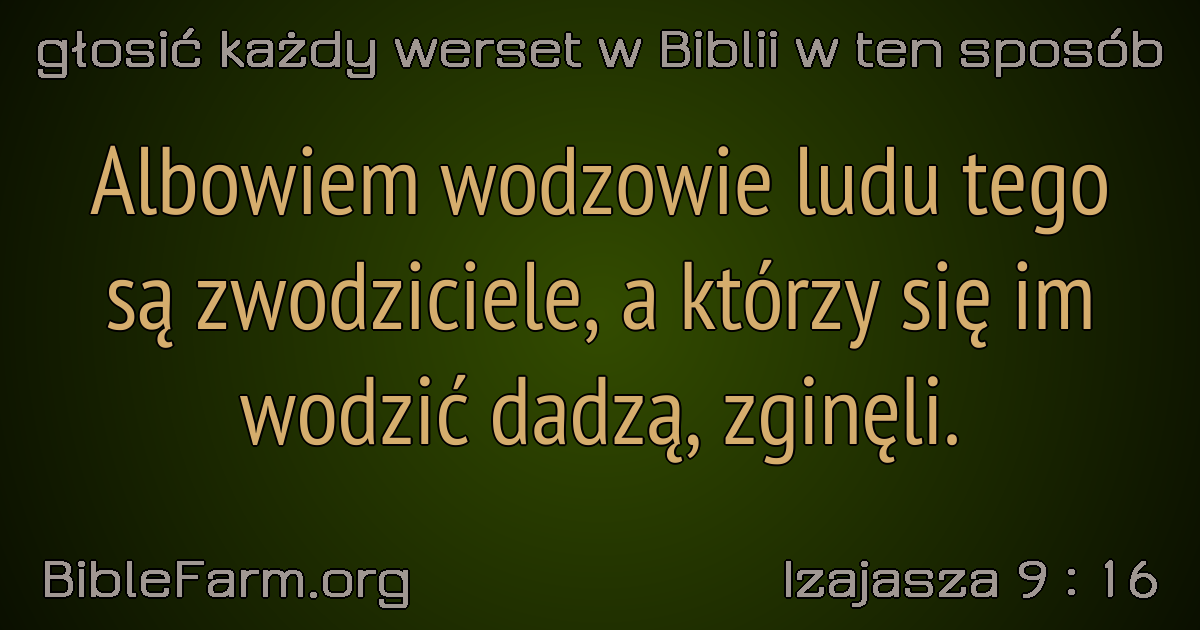 głosić każdy werset w Biblii w ten sposób
Albowiem wodzowie ludu tego
są zwodziciele, a którzy się im
wodzić dadzą, zginęli.
BibleFarm.org
Izajasza 9 : 16